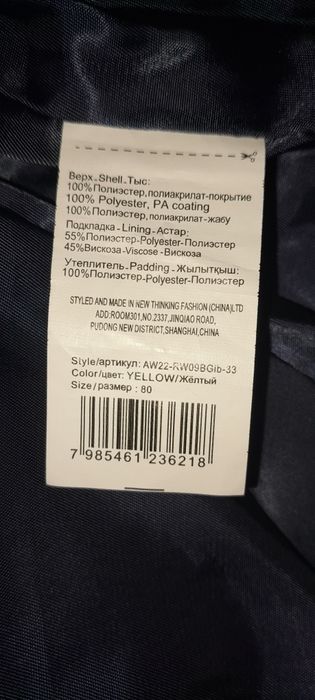 Верх-Shell-Тыс:
100%Полиэстер,полиакрилат-покрытие
100% Polyester, PA coating
100%Полиэстер,полиакрилат-жабу
Подкладка-Lining-Астар:
55%Полиэстер-Polyester-Полиэстер
45%Вискоза-Viscose-Вискоза
Утеплитель-Padding-Жылытқыш:
100%Полиэстер-Polyester-Полиэстер
STYLED AND MADE IN NEW THINKING FASHION (CHINA)LTD
ADD:ROOM301,NO.2337,JINQIAO ROAD,
PUDONG NEW DISTRICT,SHANGHAI,CHINA
Style/артикул: AW22-RW09BGib-33
Color/цвет: YELLOW/Жёлтый
Size/размер: 80
7 985461 236218